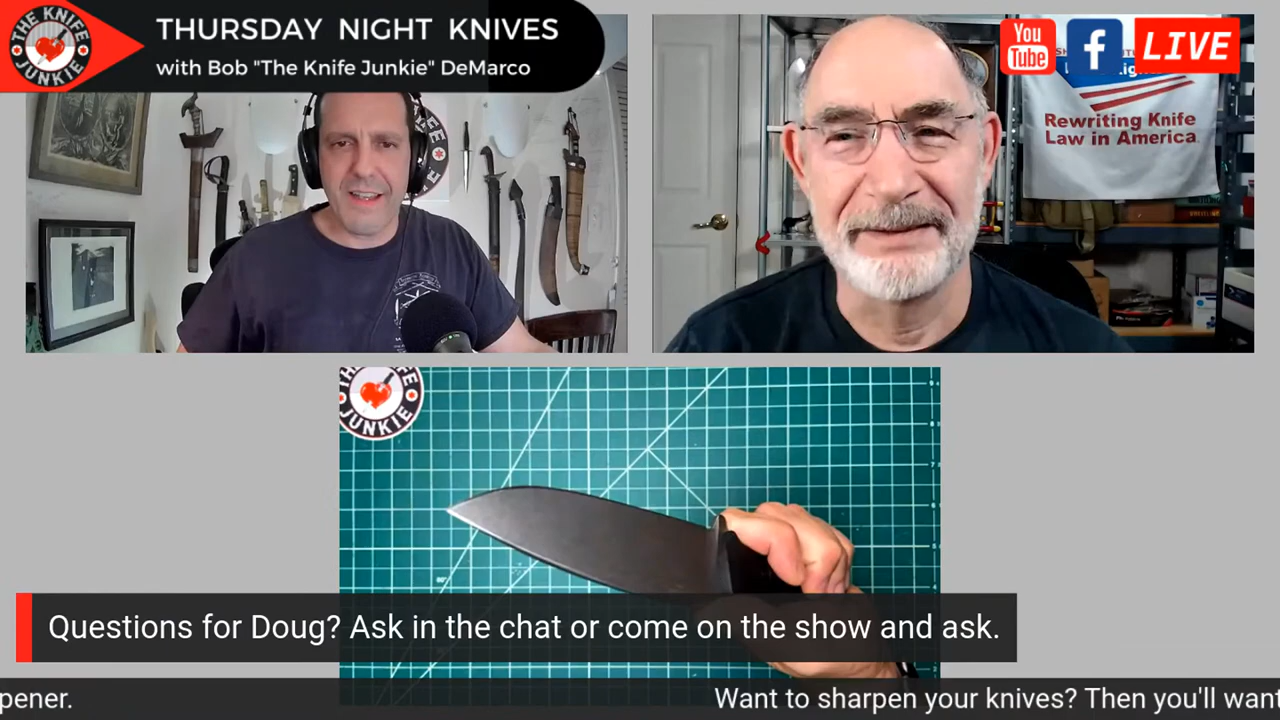 THE KNIFE
JUNKIE
THURSDAY NIGHT KNIVES
with Bob "The Knife Junkie" DeMarco
You
Tube
f
LIVE
Rewriting Knife
Law in America
JUNKIE
Questions for Doug? Ask in the chat or come on the show and ask.
pener.
Want to sharpen your knives? Then you'll want